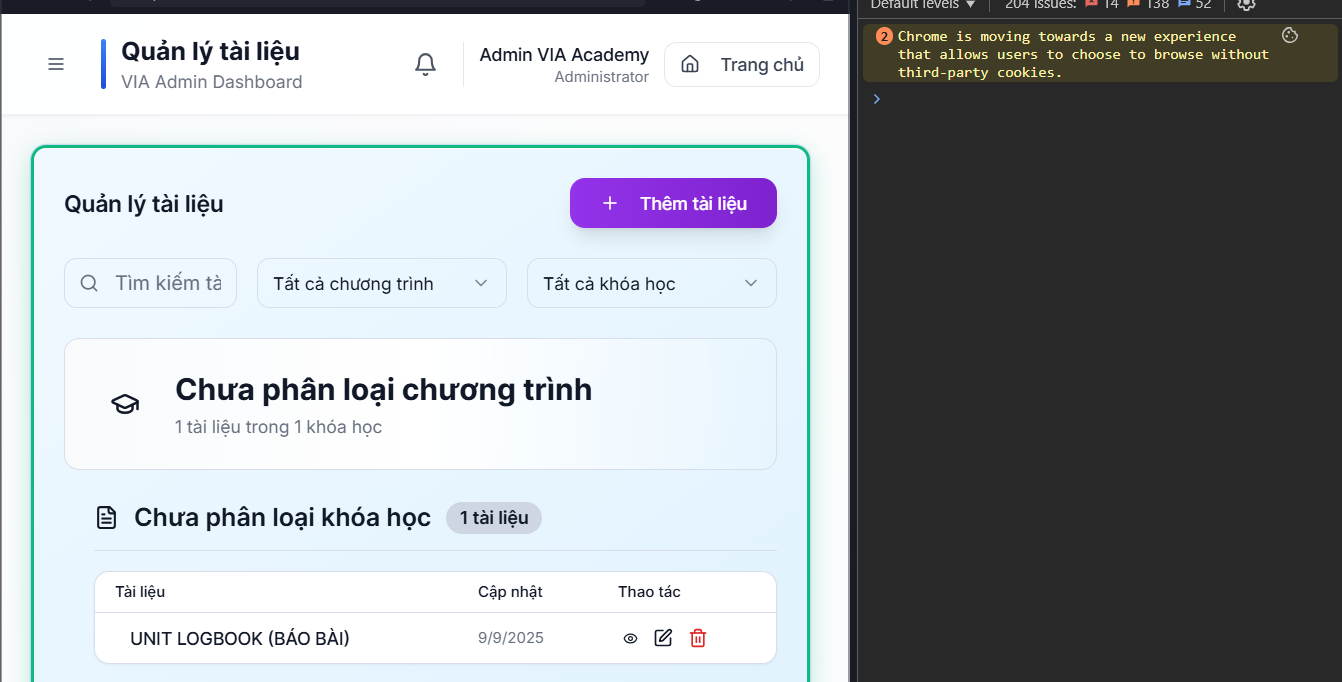 Default levels ▼
204 Issues: 14 138 52
Quản lý tài liệu
VIA Admin Dashboard
Admin VIA Academy
Administrator
Trang chủ
2 Chrome is moving towards a new experience
that allows users to choose to browse without
third-party cookies.
Quản lý tài liệu
+ Thêm tài liệu
Tìm kiếm tà
Tất cả chương trình
Tất cả khóa học
Chưa phân loại chương trình
1 tài liệu trong 1 khóa học
Chưa phân loại khóa học 1 tài liệu
Tài liệu Cập nhật Thao tác
UNIT LOGBOOK (BÁO BÀI) 9/9/2025